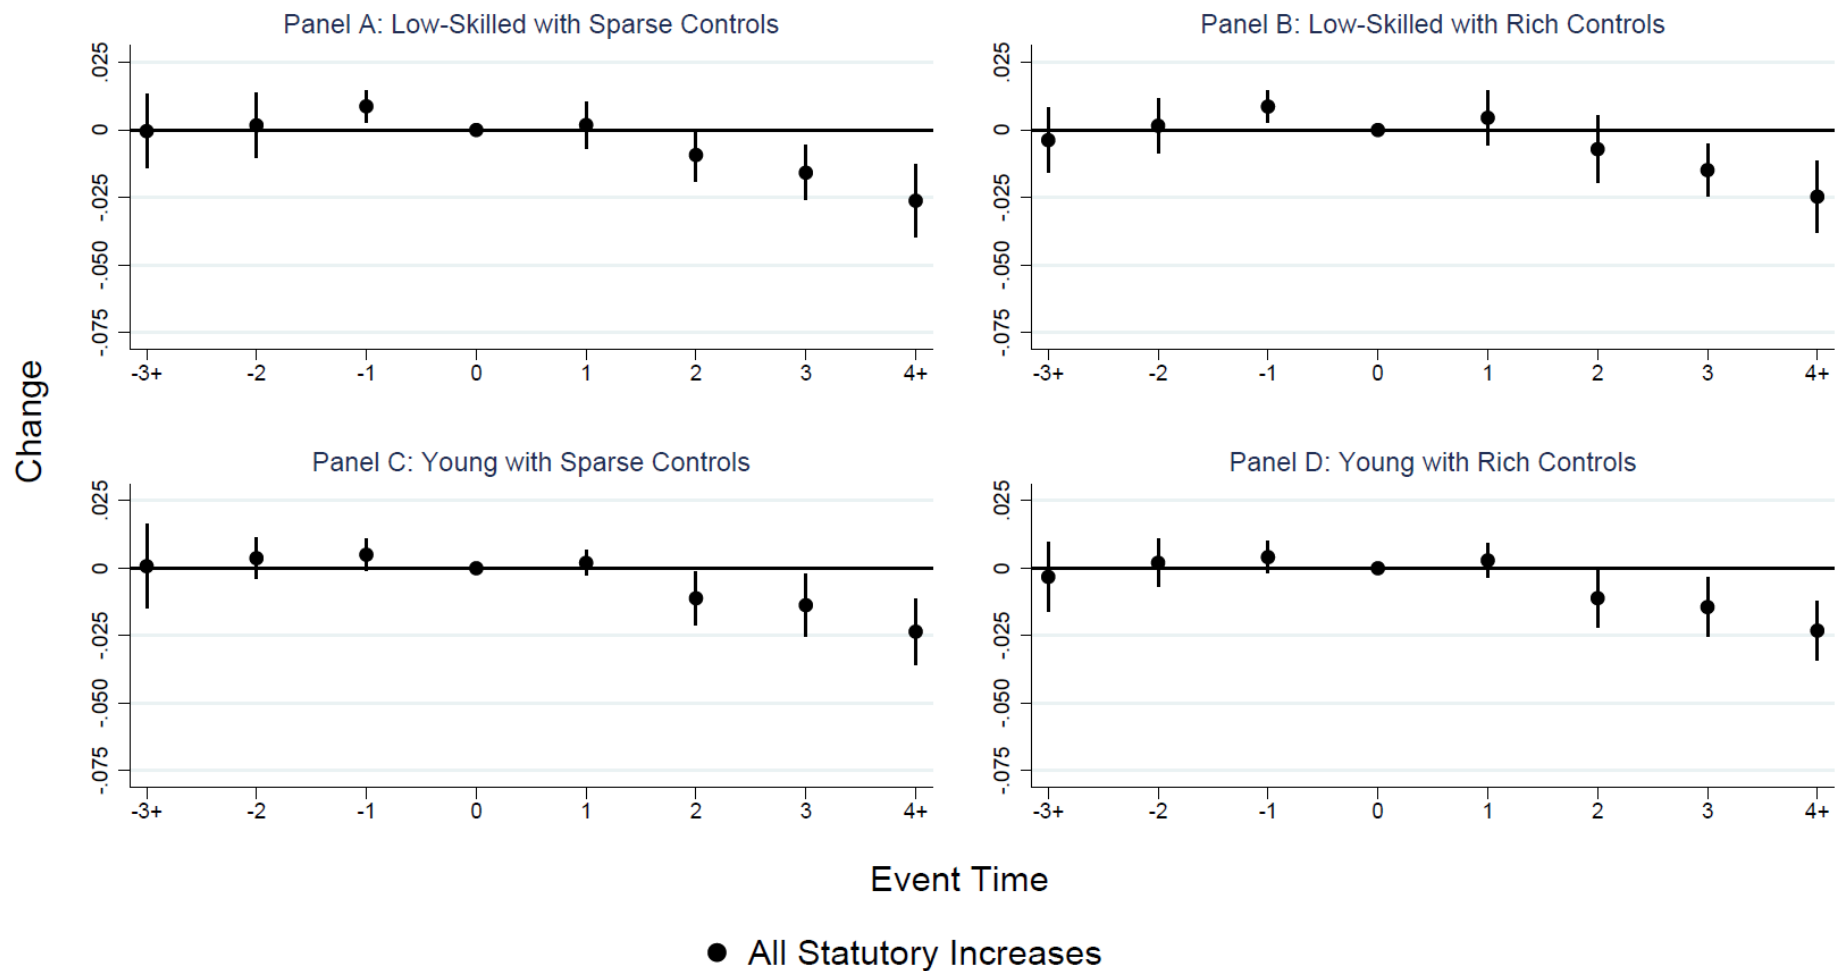 Panel A: Low-Skilled with Sparse Controls
.025
0
-.025
-.050
-.075
-3+ -2 -1 0 1 2 3 4+
Panel B: Low-Skilled with Rich Controls
.025
0
-.025
-.050
-.075
-3+ -2 -1 0 1 2 3 4+
Change
Panel C: Young with Sparse Controls
.025
0
-.025
-.050
-.075
-3+ -2 -1 0 1 2 3 4+
Panel D: Young with Rich Controls
.025
0
-.025
-.050
-.075
-3+ -2 -1 0 1 2 3 4+
Event Time
All Statutory Increases